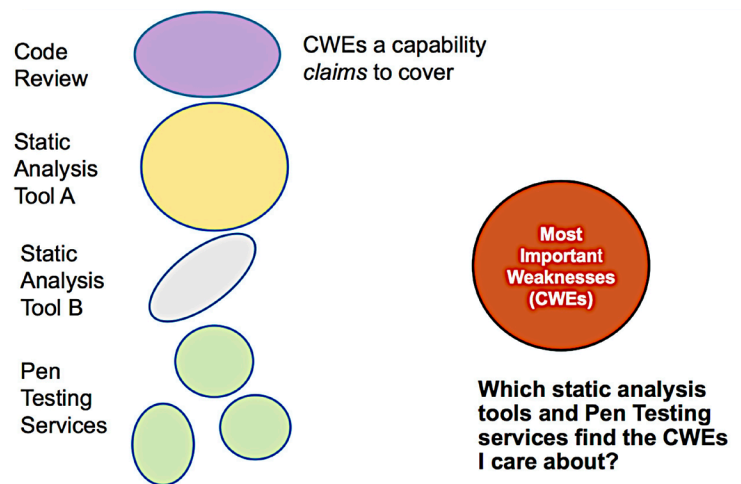 Code
Review
CWEs a capability
claims to cover
Static
Analysis
Tool A
Static
Analysis
Tool B
Pen
Testing
Services
Most
Important
Weaknesses
(CWEs)
Which static analysis
tools and Pen Testing
services find the CWEs
I care about?